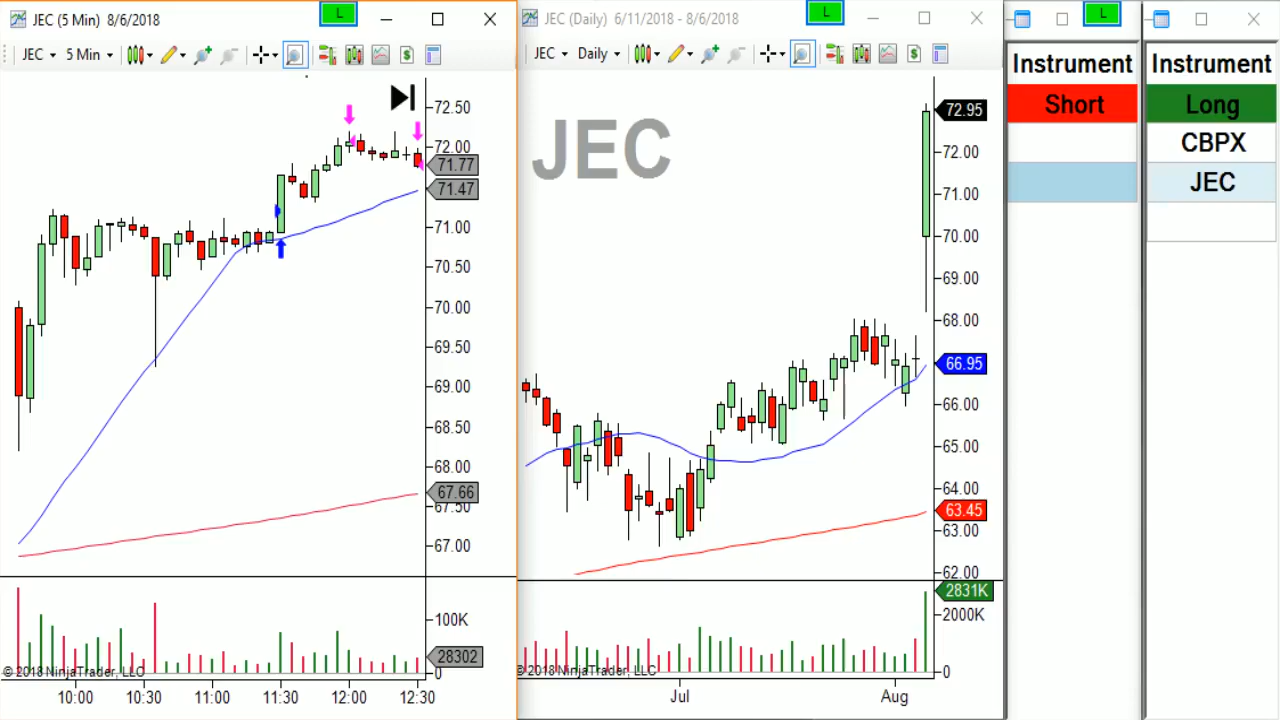 JEC (5 Min) 8/6/2018
L
JEC 5 Min
72.50
72.00
71.77
71.47
71.00
70.50
70.00
69.50
69.00
68.50
68.00
67.66
67.50
67.00
100K
28302
0
© 2018 NinjaTrader, LLC
10:00 10:30 11:00 11:30 12:00 12:30
JEC (Daily) 6/11/2018 - 8/6/2018
L
JEC Daily
JEC
72.95
72.00
71.00
70.00
69.00
68.00
66.95
66.00
65.00
64.00
63.45
63.00
62.00
2831K
2000K
0
© 2018 NinjaTrader, LLC
Jul Aug
L
Instrument
Short
Instrument
Long
CBPX
JEC